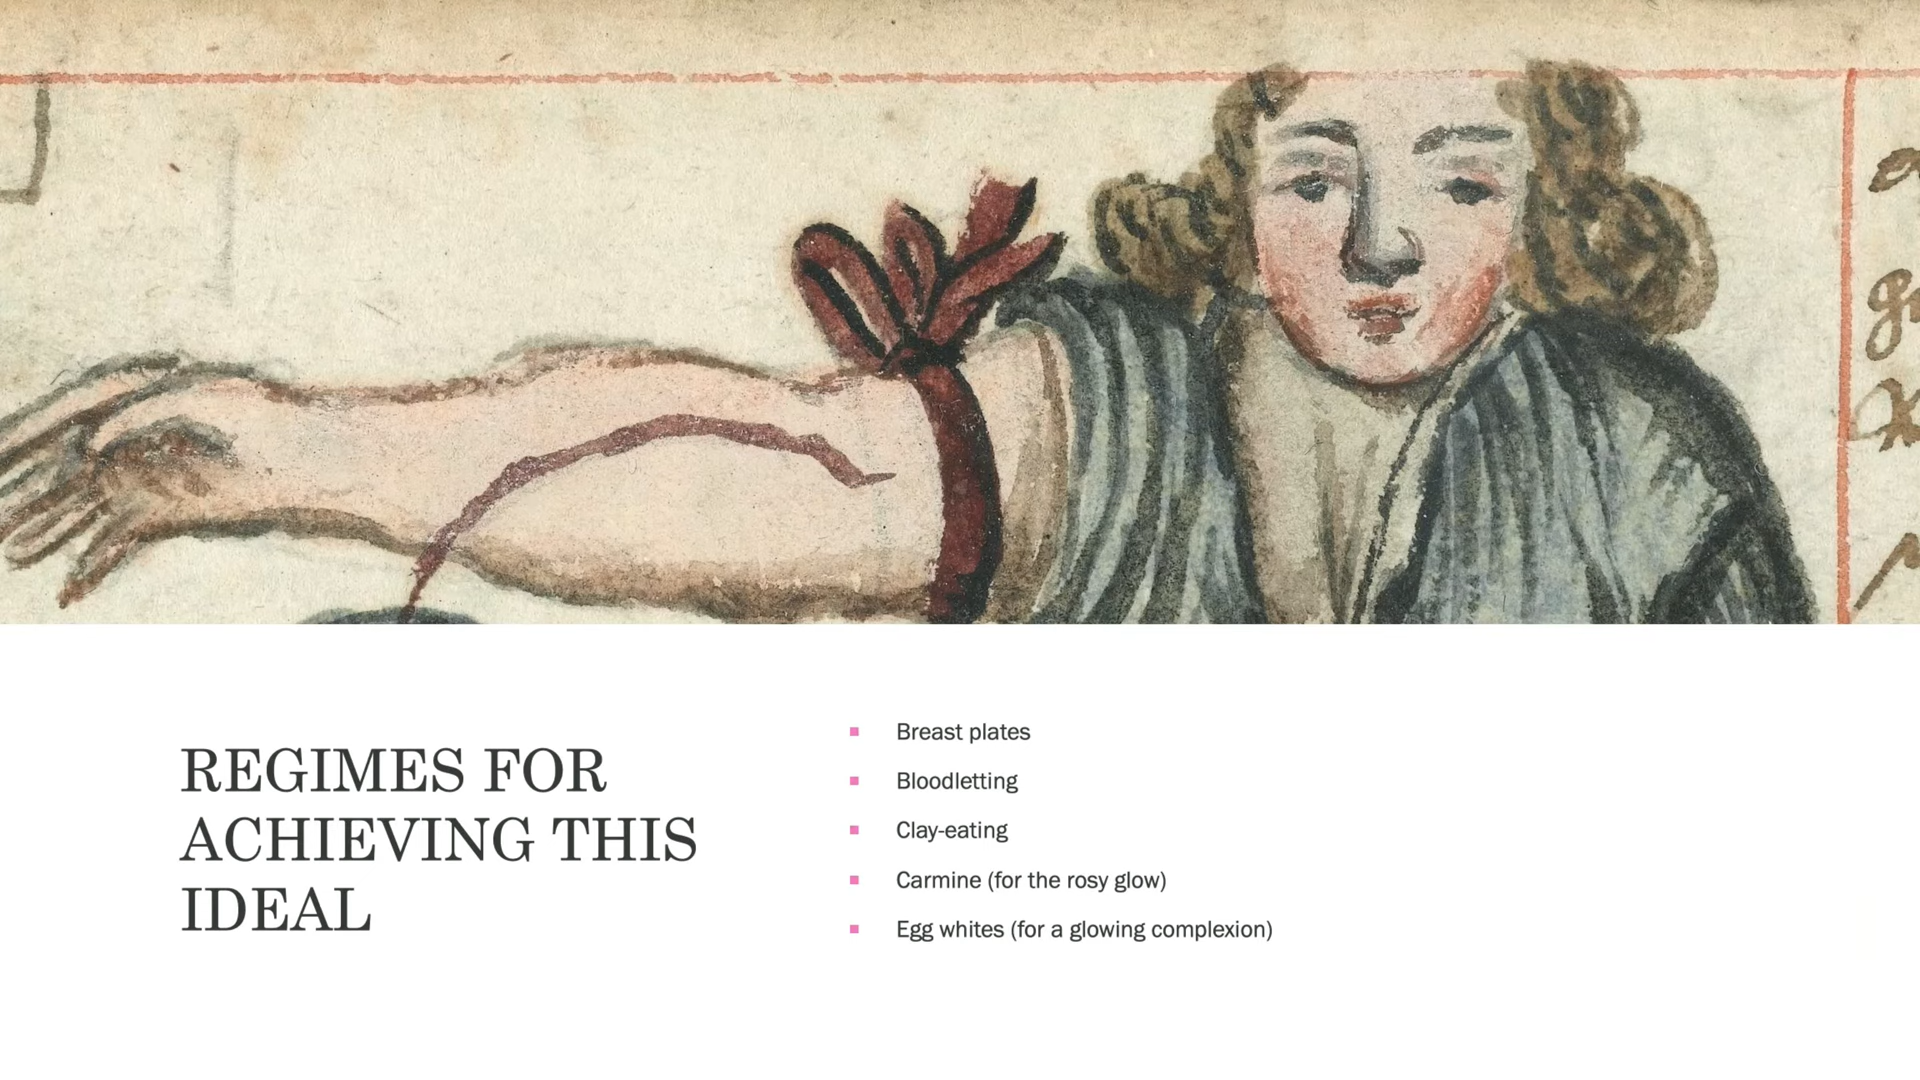 REGIMES FOR
ACHIEVING THIS
IDEAL
Breast plates
Bloodletting
Clay-eating
Carmine (for the rosy glow)
Egg whites (for a glowing complexion)